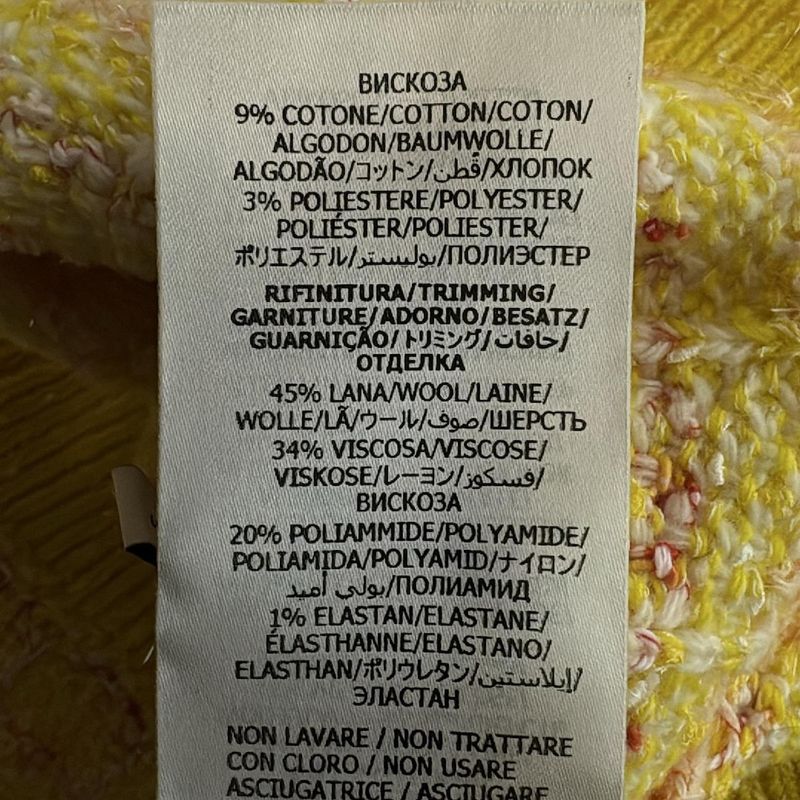 ВИСКОЗА
9% COTONE/COTTON/COTON/
ALGODON/BAUMWOLLE/
ALGODÃO/コットン/قطن/ХЛОПОК
3% POLIESTERE/POLYESTER/
POLIÉSTER/POLIESTER/
ポリエステル/بوليستر/ПОЛИЭСТЕР
RIFINITURA/TRIMMING/
GARNITURE/ADORNO/BESATZ/
GUARNIÇÃO/トリミング/حافات/
ОТДЕЛКА
45% LANA/WOOL/LAINE/
WOLLE/LÃ/ウール/صوف/ШЕРСТЬ
34% VISCOSA/VISCOSE/
VISKOSE/レーヨン/فسكوز/
ВИСКОЗА
20% POLIAMMIDE/POLYAMIDE/
POLIAMIDA/POLYAMID/ナイロン/
بولي أميد/ПОЛИАМИД
1% ELASTAN/ELASTANE/
ÉLASTHANNE/ELASTANO/
ELASTHAN/ポリウレタン/إيلاستين/
ЭЛАСТАН
NON LAVARE / NON TRATTARE
CON CLORO / NON USARE
ASCIUGATRICE / ASCIUGARE